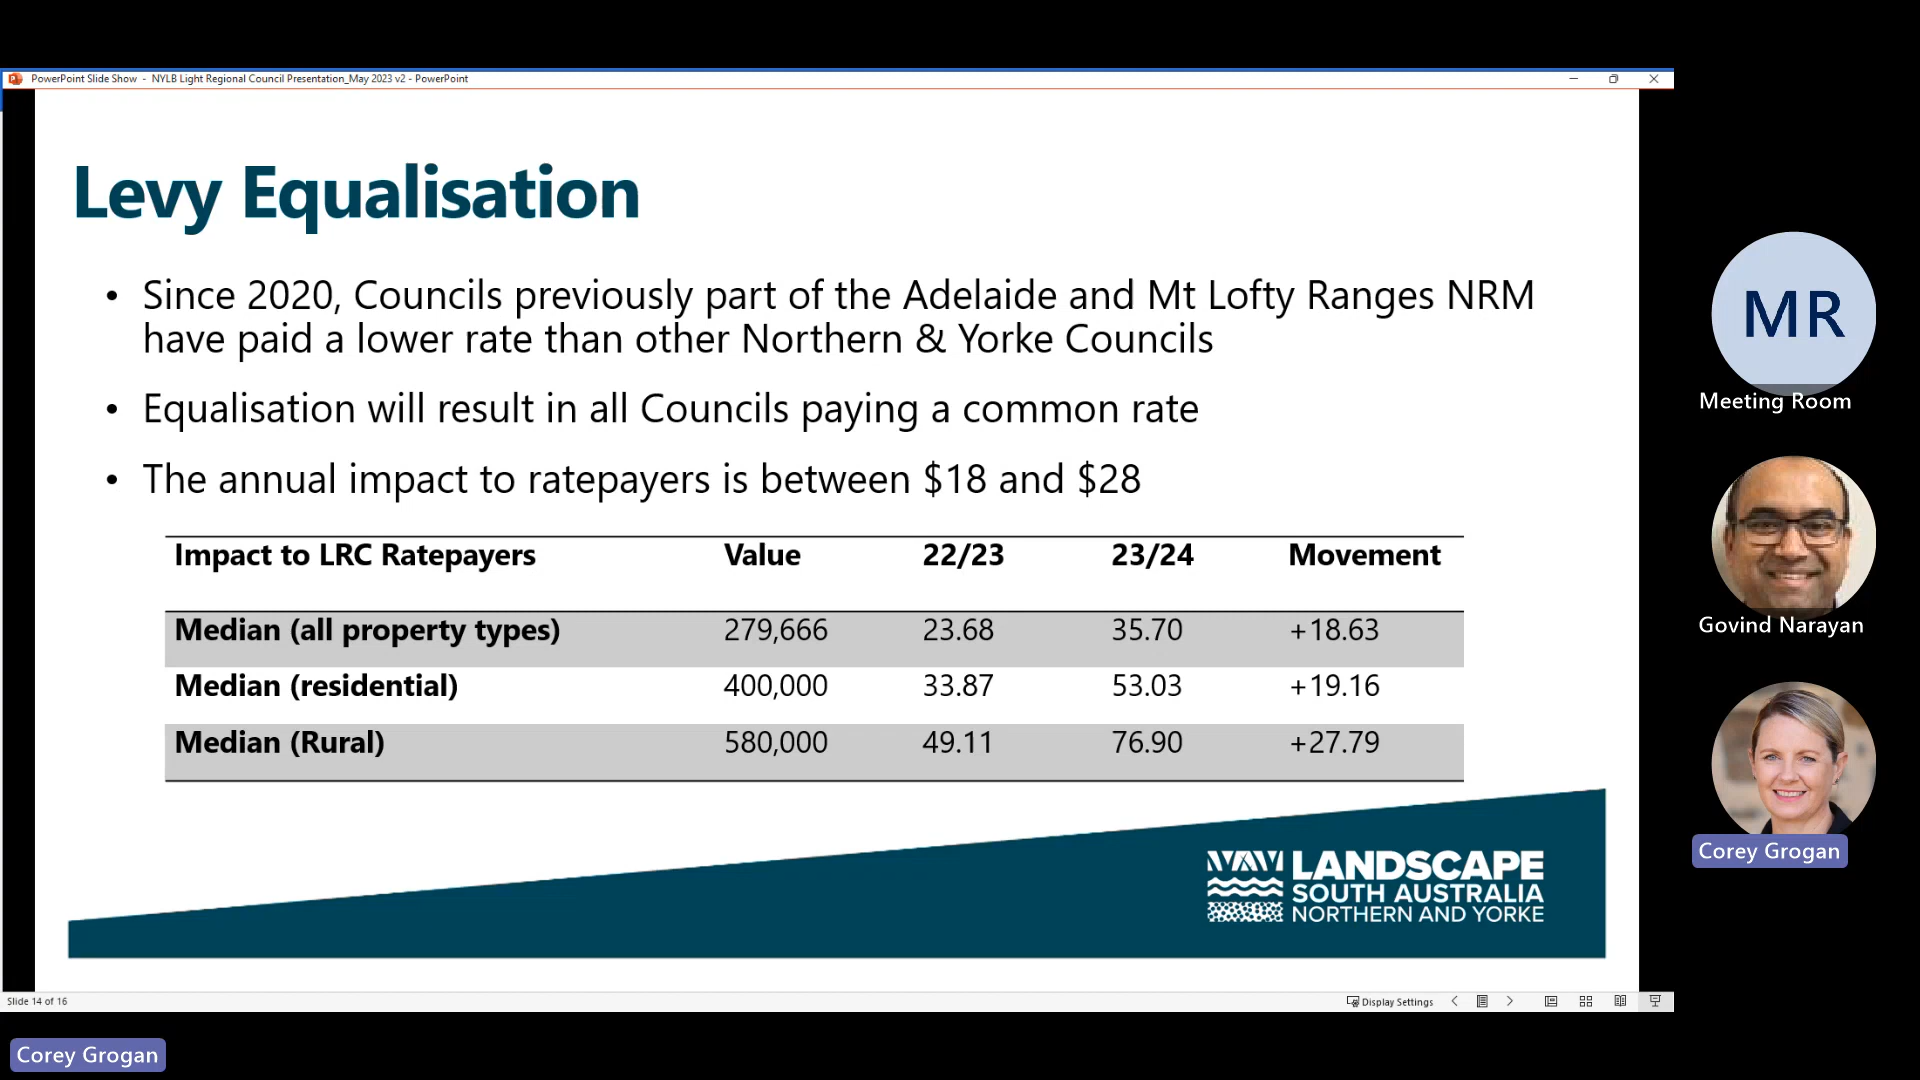 PowerPoint Slide Show - NYLB Light Regional Council Presentation_May 2023 v2 - PowerPoint
Levy Equalisation
• Since 2020, Councils previously part of the Adelaide and Mt Lofty Ranges NRM
have paid a lower rate than other Northern & Yorke Councils
• Equalisation will result in all Councils paying a common rate
• The annual impact to ratepayers is between $18 and $28
Impact to LRC Ratepayers Value 22/23 23/24 Movement
Median (all property types) 279,666 23.68 35.70 +18.63
Median (residential) 400,000 33.87 53.03 +19.16
Median (Rural) 580,000 49.11 76.90 +27.79
LANDSCAPE
SOUTH AUSTRALIA
NORTHERN AND YORKE
Slide 14 of 16
Display Settings
MR
Meeting Room
Govind Narayan
Corey Grogan
Corey Grogan